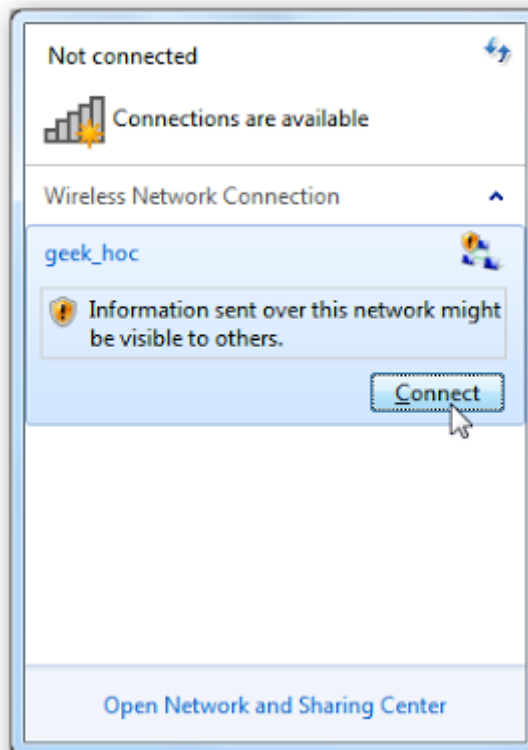 Not connected
Connections are available
Wireless Network Connection
geek_hoc
Information sent over this network might
be visible to others.
Connect
Open Network and Sharing Center